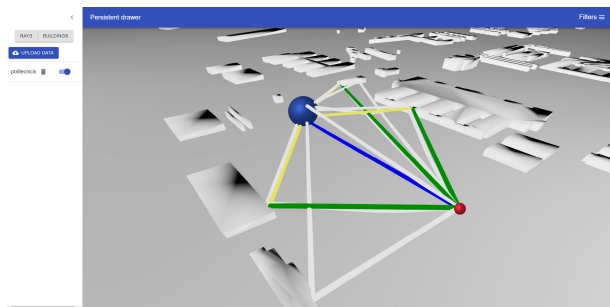 Persistent drawer
Filters
RAYS
BUILDINGS
UPLOAD DATA
politecnica